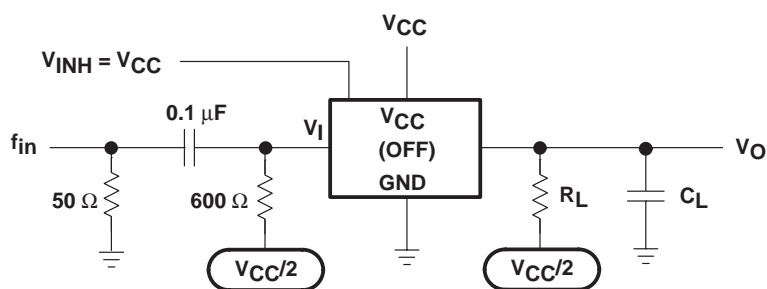 VCC
VINH = VCC
0.1 μF
fin
VI
VCC
(OFF)
GND
VO
50 Ω
600 Ω
RL
CL
VCC/2
VCC/2